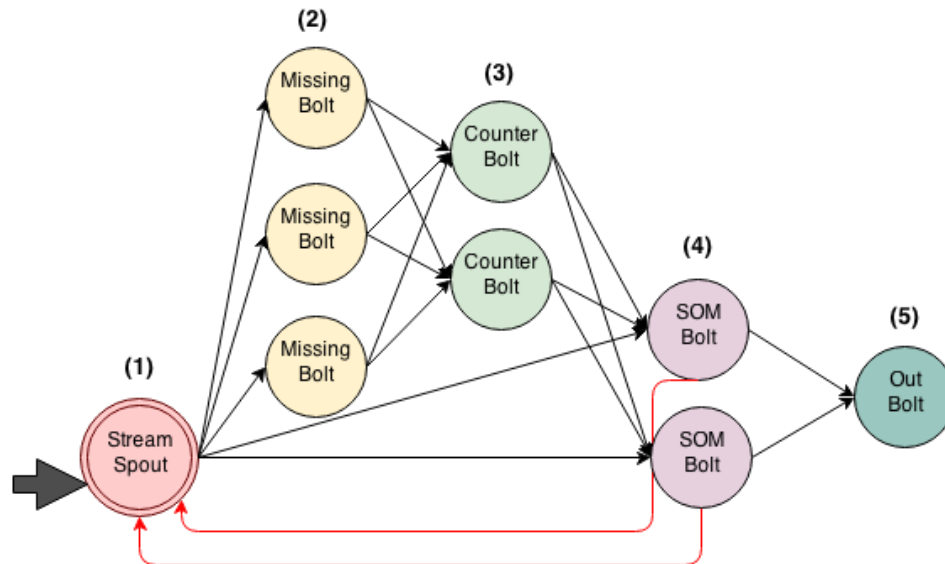 (2)
Missing
Bolt
(3)
Counter
Bolt
Missing
Bolt
Counter
Bolt
(4)
SOM
Bolt
(5)
Missing
Bolt
(1)
Out
Bolt
Stream
Spout
SOM
Bolt